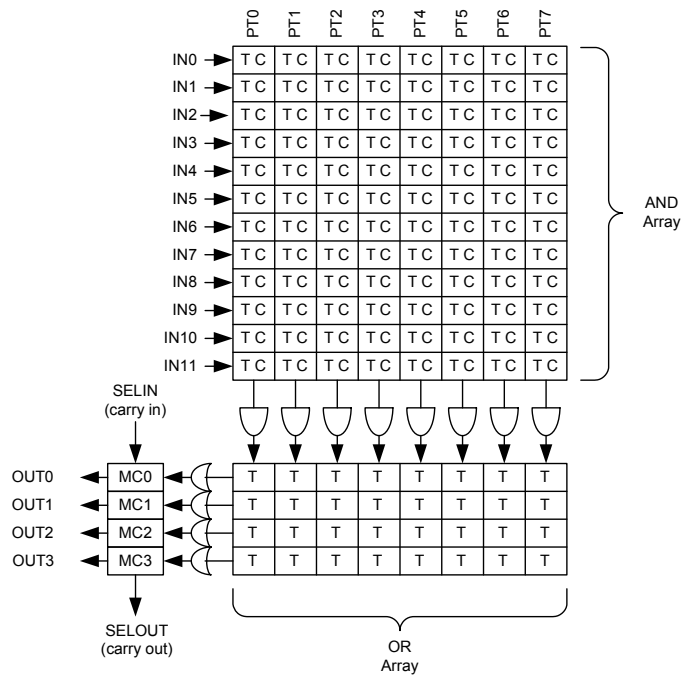 PT0 PT1 PT2 PT3 PT4 PT5 PT6 PT7
IN0 T C T C T C T C T C T C T C T C
IN1 T C T C T C T C T C T C T C T C
IN2 T C T C T C T C T C T C T C T C
IN3 T C T C T C T C T C T C T C T C
IN4 T C T C T C T C T C T C T C T C
IN5 T C T C T C T C T C T C T C T C
IN6 T C T C T C T C T C T C T C T C
IN7 T C T C T C T C T C T C T C T C
IN8 T C T C T C T C T C T C T C T C
IN9 T C T C T C T C T C T C T C T C
IN10 T C T C T C T C T C T C T C T C
IN11 T C T C T C T C T C T C T C T C
AND
Array
SELIN
(carry in)
OUT0 MC0 T T T T T T T T
OUT1 MC1 T T T T T T T T
OUT2 MC2 T T T T T T T T
OUT3 MC3 T T T T T T T T
SELOUT
(carry out)
OR
Array